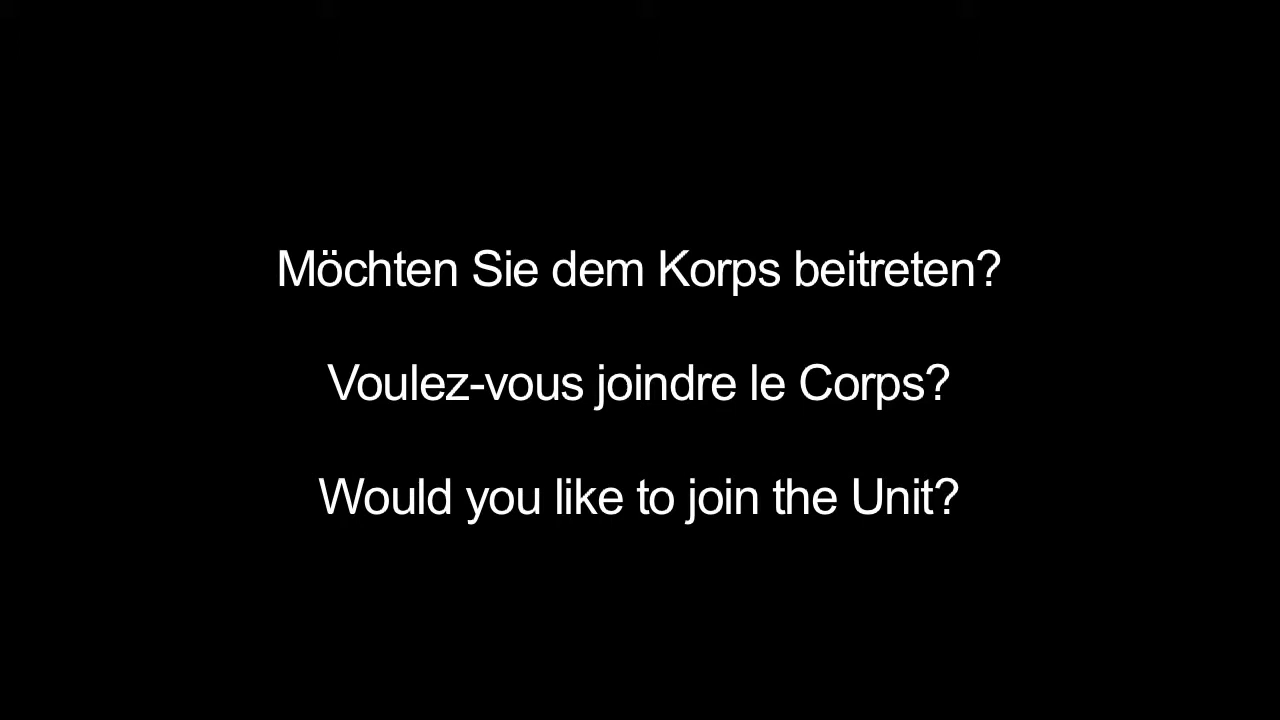 Möchten Sie dem Korps beitreten?
Voulez-vous joindre le Corps?
Would you like to join the Unit?